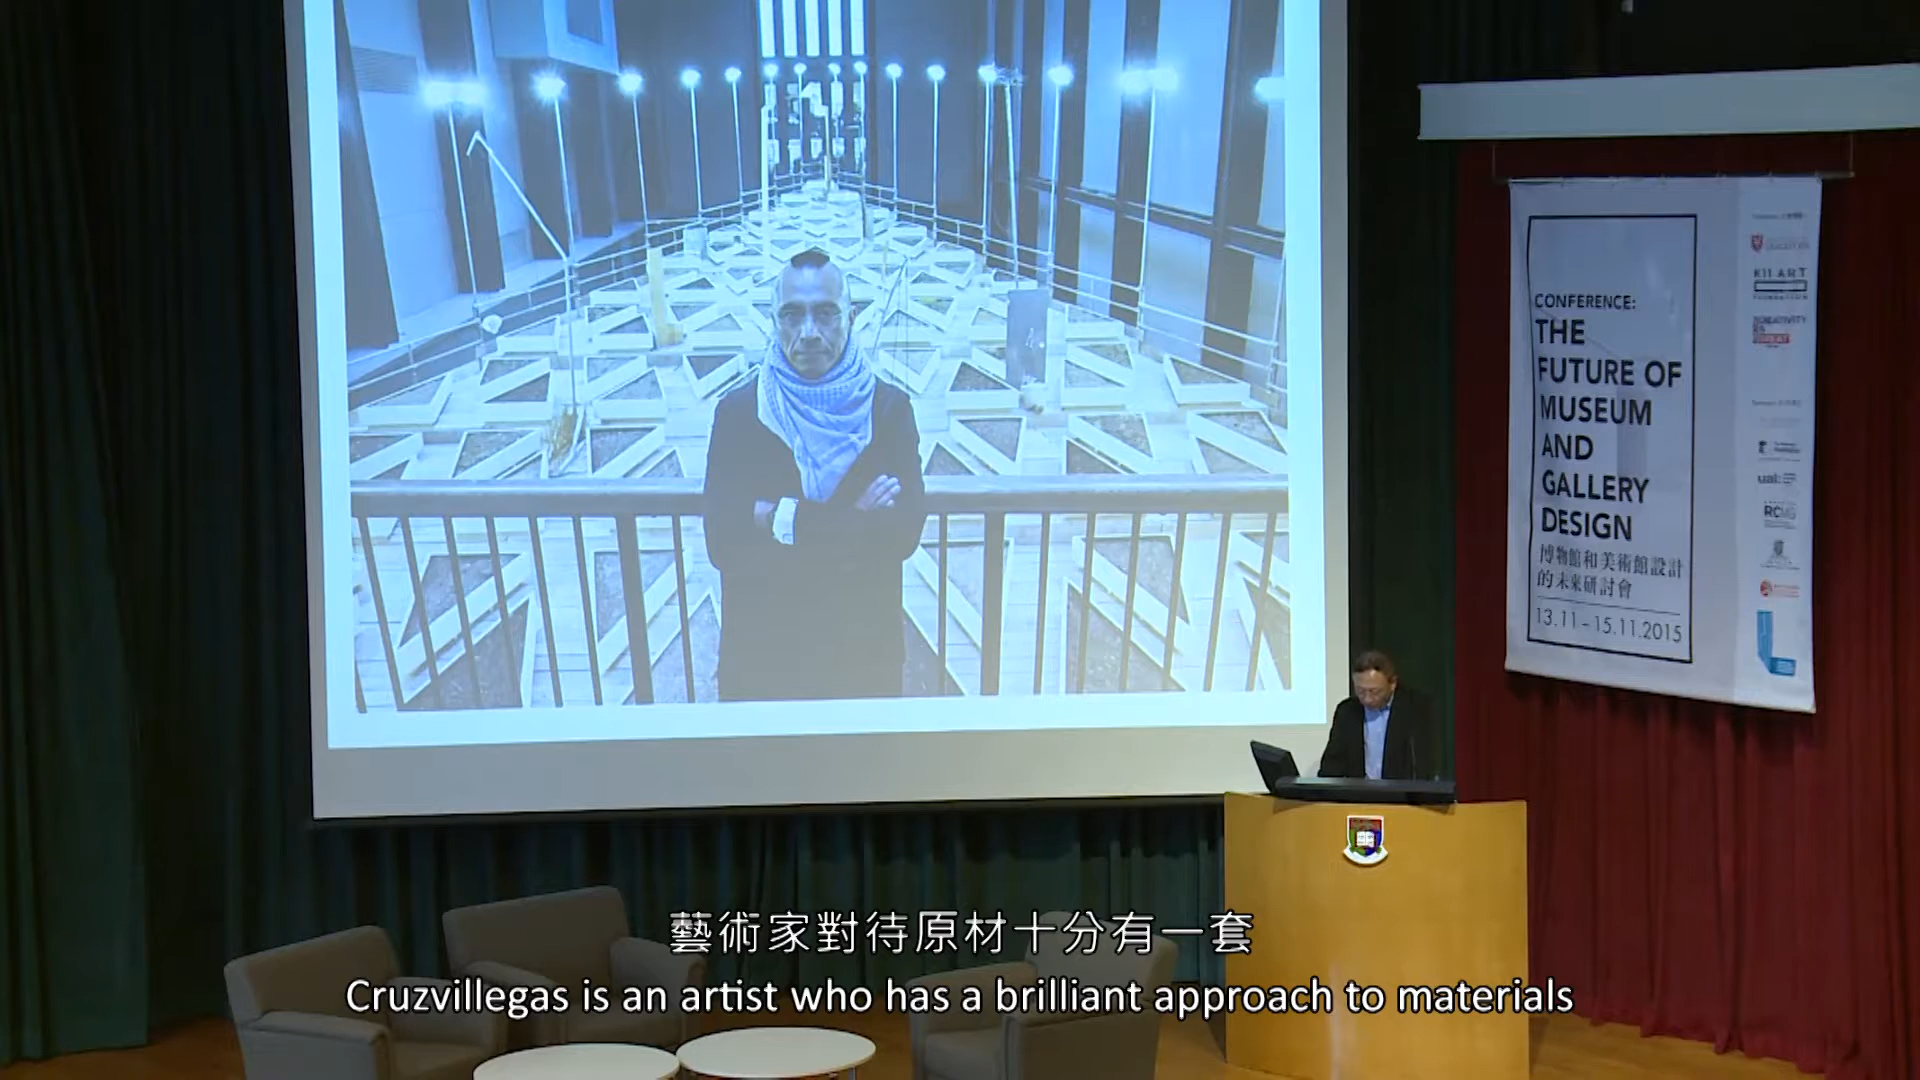 CONFERENCE:
THE
FUTURE OF
MUSEUM
AND
GALLERY
DESIGN
博物館和美術館設計
的未來研討會
13.11 – 15.11.2015
K11 ART
ual:
RCMG
藝術家對待原材十分有一套
Cruzvillegas is an artist who has a brilliant approach to materials